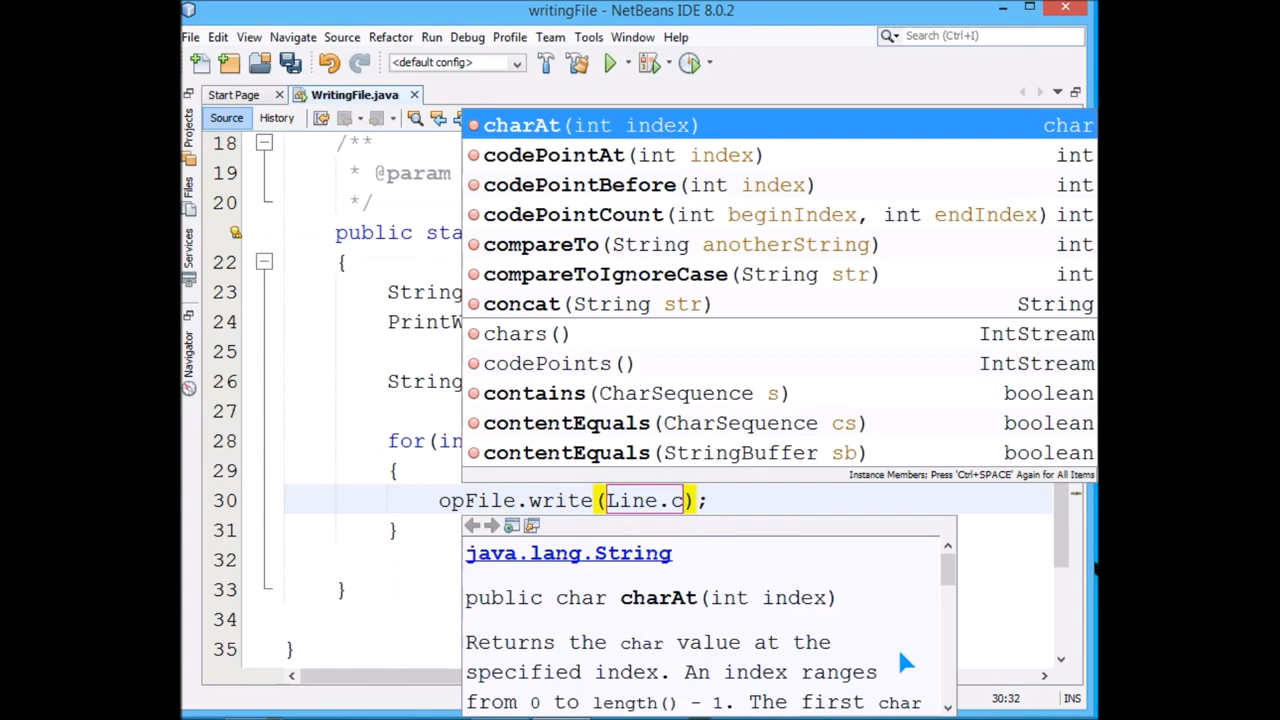 writingFile - NetBeans IDE 8.0.2
File Edit View Navigate Source Refactor Run Debug Profile Team Tools Window Help
Search (Ctrl+I)
<default config>
Start Page
WritingFile.java
Source History
Projects
Files
Services
Navigator
18 /**
19 * @param
20 */
public sta
22 {
23 String
24 PrintW
25
26 String
27
28 for(in
29 {
30 opFile.write(Line.c);
31 }
32
33 }
34
35 }
charAt(int index) char
codePointAt(int index) int
codePointBefore(int index) int
codePointCount(int beginIndex, int endIndex) int
compareTo(String anotherString) int
compareToIgnoreCase(String str) int
concat(String str) String
chars() IntStream
codePoints() IntStream
contains(CharSequence s) boolean
contentEquals(CharSequence cs) boolean
contentEquals(StringBuffer sb) boolean
Instance Members; Press 'Ctrl+SPACE' Again for All Items
java.lang.String
public char charAt(int index)
Returns the char value at the
specified index. An index ranges
from 0 to length() - 1. The first char
30:32 INS